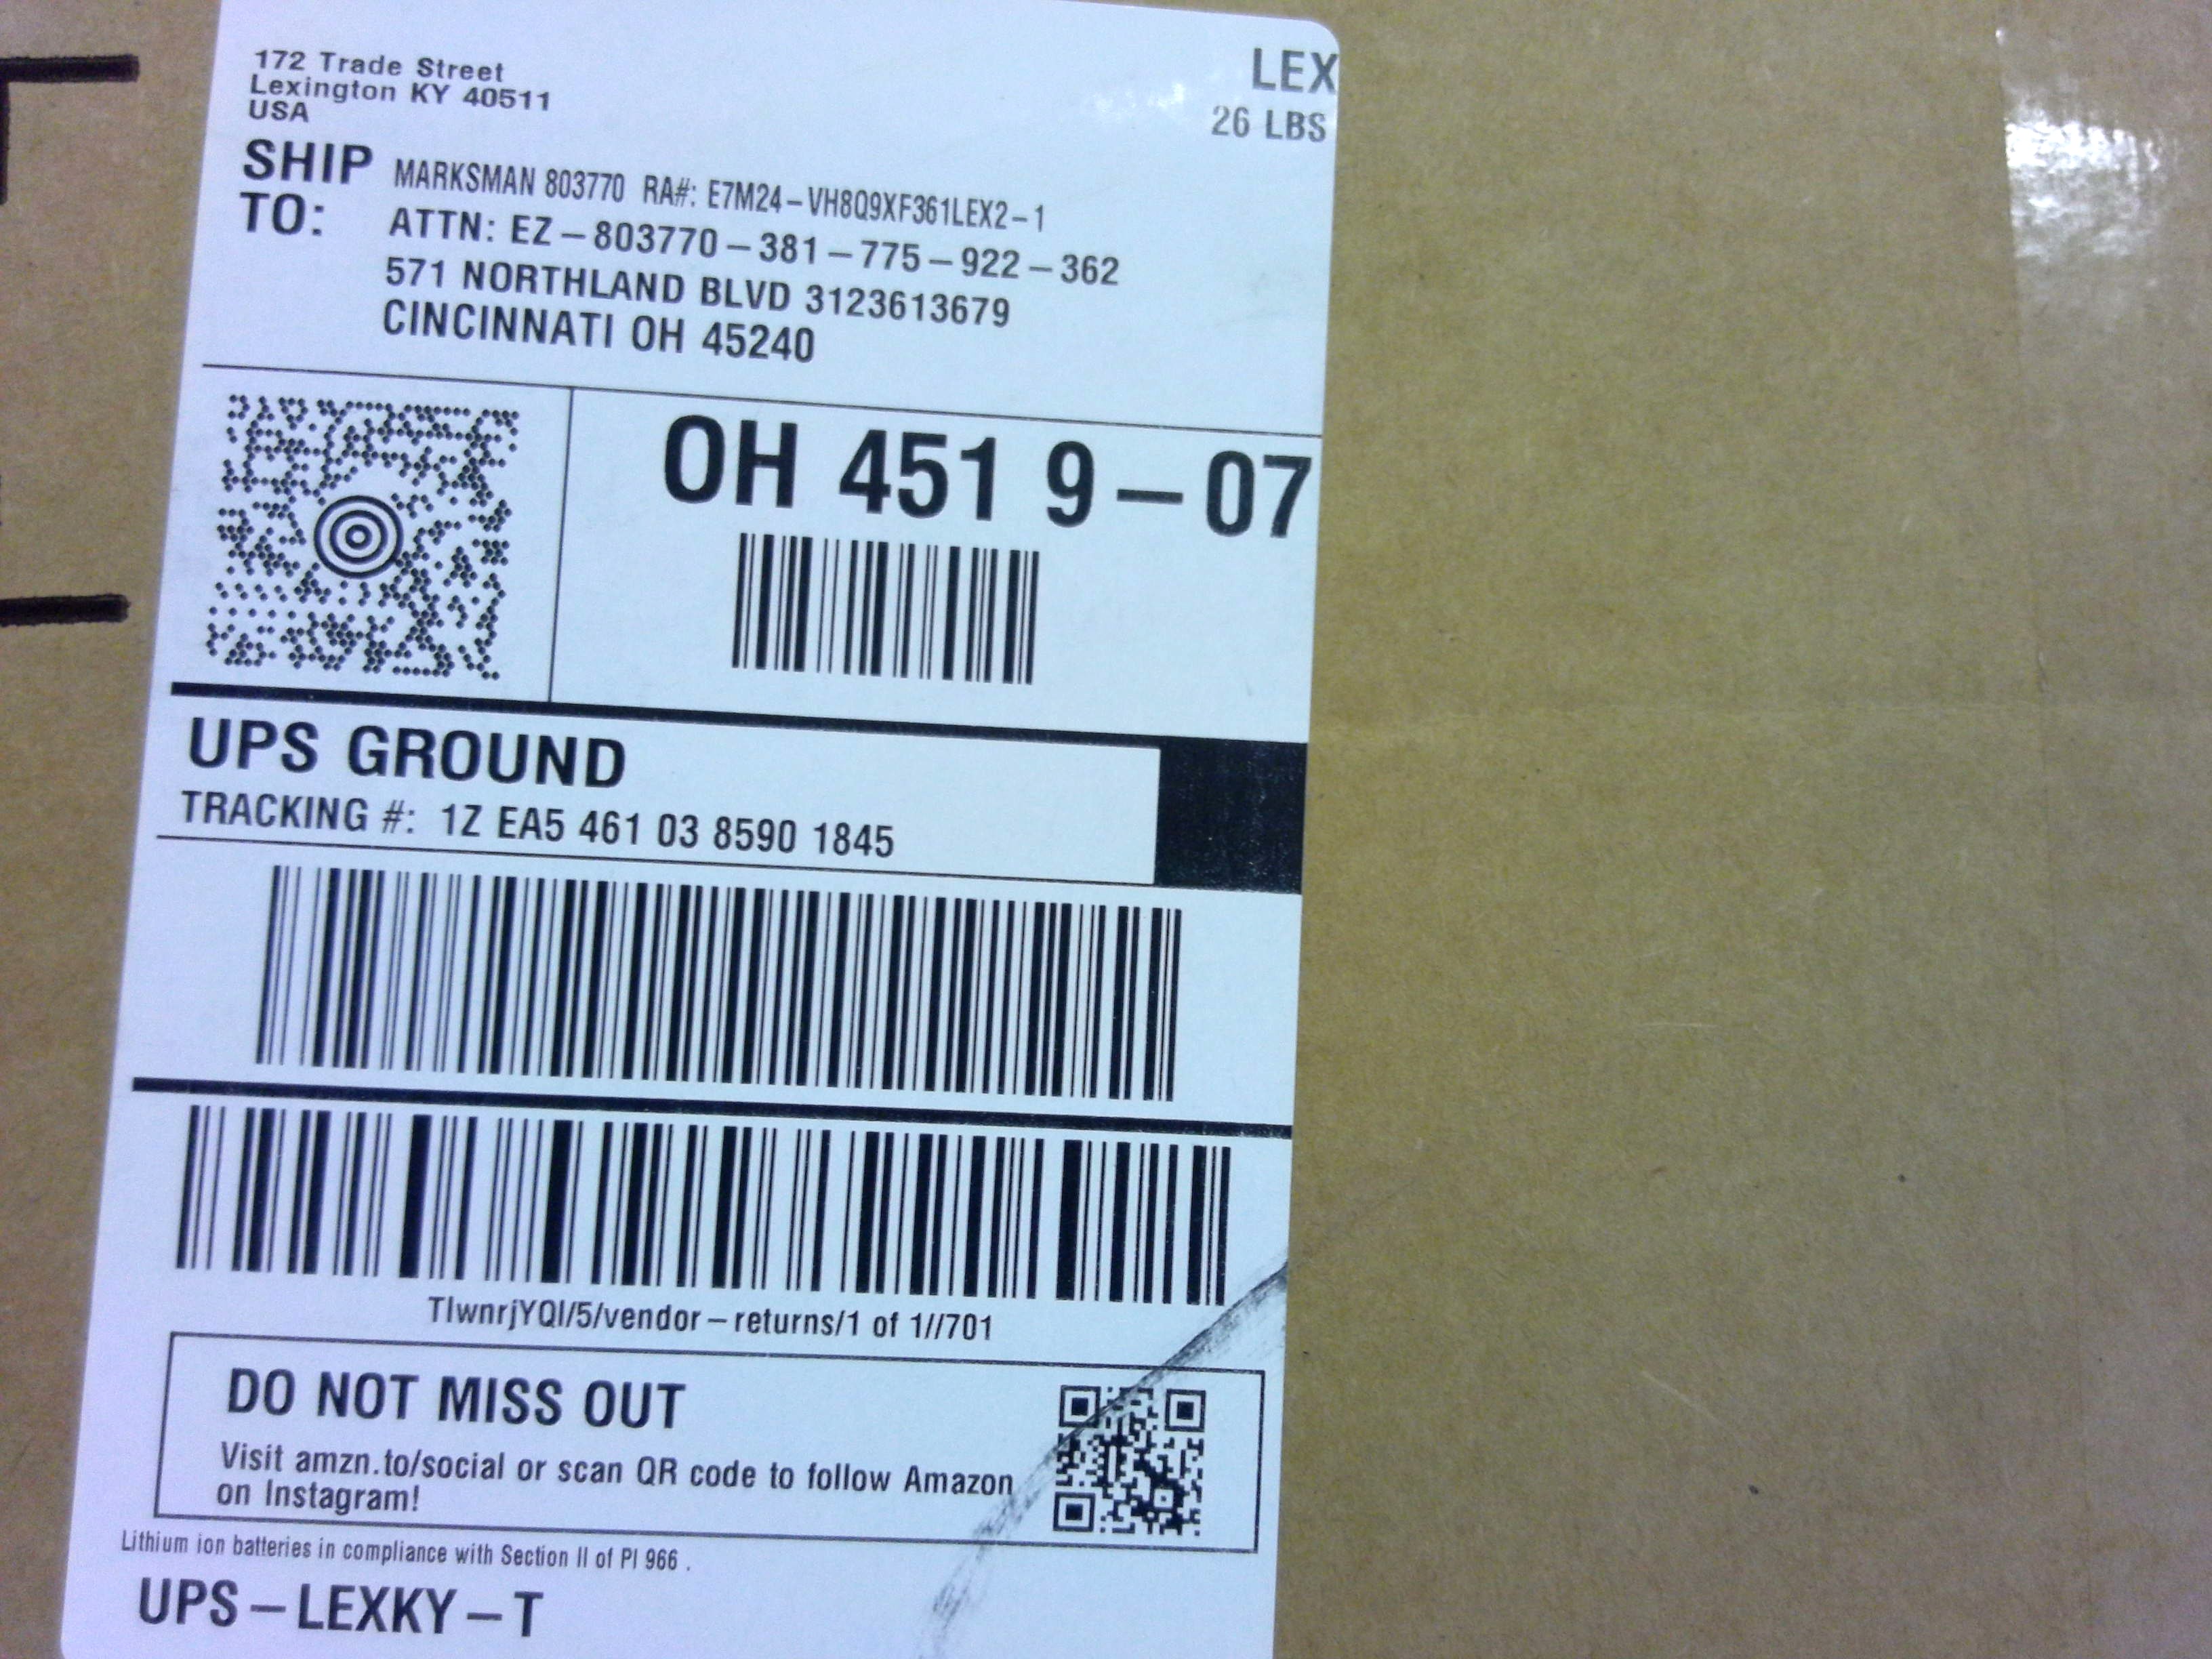 172 Trade Street
Lexington KY 40511
USA
LEX
26 LBS
SHIP TO:
MARKSMAN 803770 RA#: E7M24-VH8Q9XF361LEX2-1
ATTN: EZ-803770-381-775-922-362
571 NORTHLAND BLVD 3123613679
CINCINNATI OH 45240
OH 451 9-07
UPS GROUND
TRACKING #: 1Z EA5 461 03 8590 1845
TIwnrjYQI/5/vendor-returns/1 of 1//701
DO NOT MISS OUT
Visit amzn.to/social or scan QR code to follow Amazon
on Instagram!
Lithium ion batteries in compliance with Section II of PI 966 .
UPS-LEXKY-T